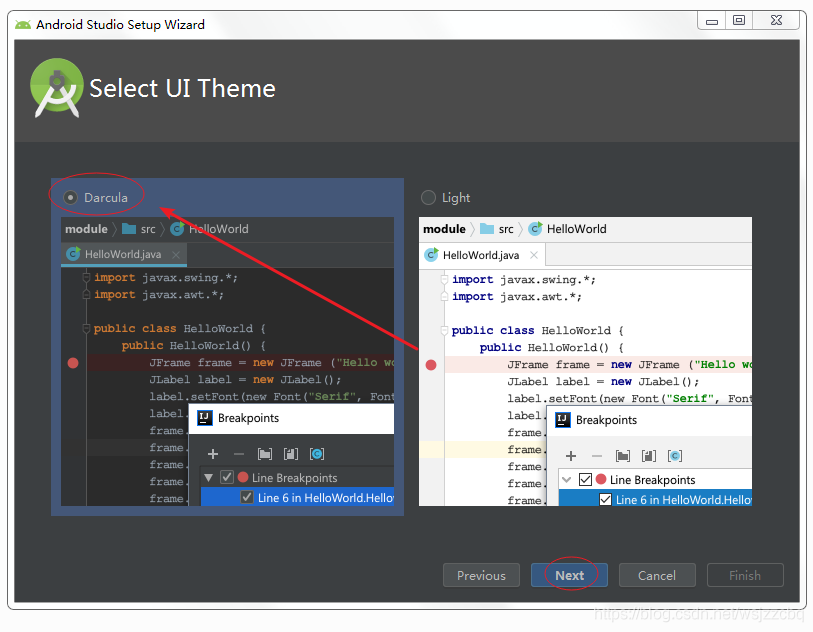 Android Studio Setup Wizard
Select UI Theme
Darcula
module src HelloWorld
HelloWorld.java
import javax.swing.*;
import javax.awt.*;
public class HelloWorld {
public HelloWorld() {
JFrame frame = new JFrame ("Hello wo
JLabel label = new JLabel();
label.setFont(new Font("Serif", Font
label.
frame.
frame.
frame.
frame.
frame.
IJ Breakpoints
Line Breakpoints
Line 6 in HelloWorld.Hello
Light
module src HelloWorld
HelloWorld.java
import javax.swing.*;
import javax.awt.*;
public class HelloWorld {
public HelloWorld() {
JFrame frame = new JFrame ("Hello wo
JLabel label = new JLabel();
label.setFont(new Font("Serif", Font
label.
frame.
frame.
frame.
frame.
frame.
IJ Breakpoints
Line Breakpoints
Line 6 in HelloWorld.Hello
Previous Next Cancel Finish
https://blog.csdn.net/wsjzzcbq